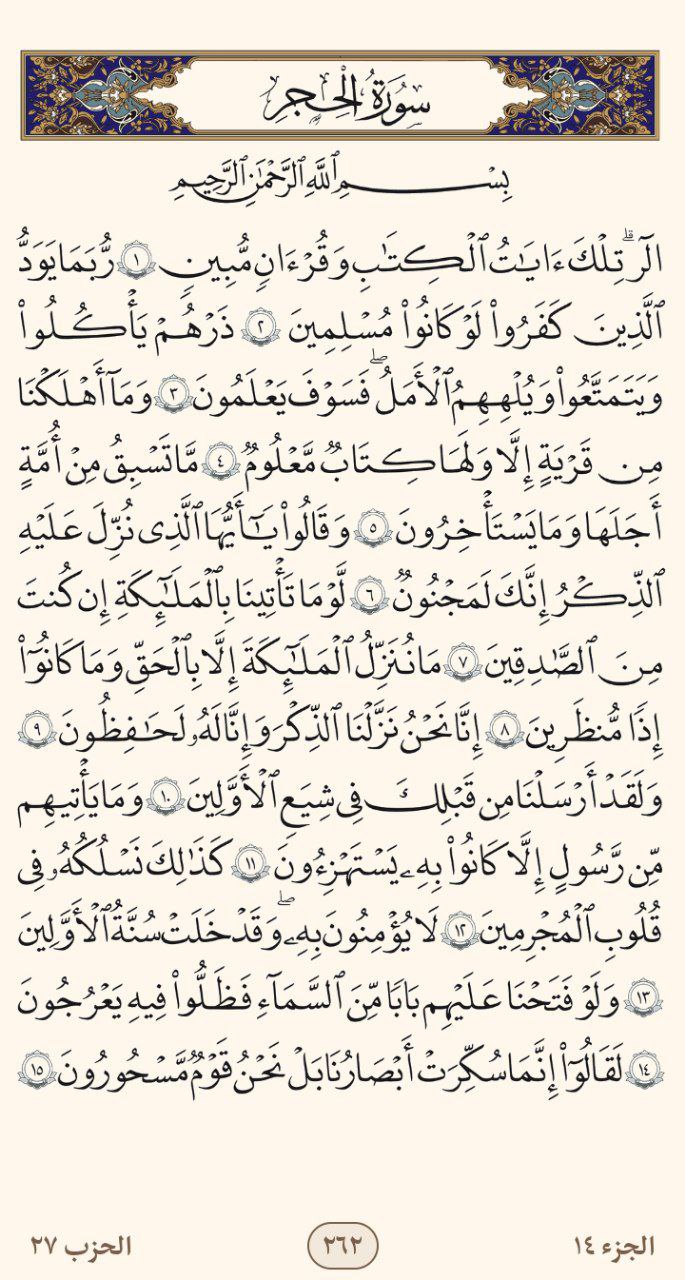 سُورَةُ الْحِجْرِ
بِسْمِ ٱللَّهِ ٱلرَّحْمَٰنِ ٱلرَّحِيمِ
الٓرۚ تِلْكَ ءَايَٰتُ ٱلْكِتَٰبِ وَقُرْءَانٍ مُّبِينٍ ١ رُّبَمَا يَوَدُّ
ٱلَّذِينَ كَفَرُوا۟ لَوْ كَانُوا۟ مُسْلِمِينَ ٢ ذَرْهُمْ يَأْكُلُوا۟
وَيَتَمَتَّعُوا۟ وَيُلْهِهِمُ ٱلْأَمَلُۖ فَسَوْفَ يَعْلَمُونَ ٣ وَمَآ أَهْلَكْنَا
مِن قَرْيَةٍ إِلَّا وَلَهَا كِتَابٌ مَّعْلُومٌ ٤ مَّا تَسْبِقُ مِنْ أُمَّةٍ
أَجَلَهَا وَمَا يَسْتَـْٔخِرُونَ ٥ وَقَالُوا۟ يَٰٓأَيُّهَا ٱلَّذِى نُزِّلَ عَلَيْهِ
ٱلذِّكْرُ إِنَّكَ لَمَجْنُونٌ ٦ لَّوْ مَا تَأْتِينَا بِٱلْمَلَٰٓئِكَةِ إِن كُنتَ
مِنَ ٱلصَّٰدِقِينَ ٧ مَا نُنَزِّلُ ٱلْمَلَٰٓئِكَةَ إِلَّا بِٱلْحَقِّ وَمَا كَانُوٓا۟
إِذًا مُّنظَرِينَ ٨ إِنَّا نَحْنُ نَزَّلْنَا ٱلذِّكْرَ وَإِنَّا لَهُۥ لَحَٰفِظُونَ ٩
وَلَقَدْ أَرْسَلْنَا مِن قَبْلِكَ فِى شِيَعِ ٱلْأَوَّلِينَ ١٠ وَمَا يَأْتِيهِم
مِّن رَّسُولٍ إِلَّا كَانُوا۟ بِهِۦ يَسْتَهْزِءُونَ ١١ كَذَٰلِكَ نَسْلُكُهُۥ فِى
قُلُوبِ ٱلْمُجْرِمِينَ ١٢ لَا يُؤْمِنُونَ بِهِۦۖ وَقَدْ خَلَتْ سُنَّةُ ٱلْأَوَّلِينَ
١٣ وَلَوْ فَتَحْنَا عَلَيْهِم بَابًا مِّنَ ٱلسَّمَآءِ فَظَلُّوا۟ فِيهِ يَعْرُجُونَ
١٤ لَقَالُوٓا۟ إِنَّمَا سُكِّرَتْ أَبْصَٰرُنَا بَلْ نَحْنُ قَوْمٌ مَّسْحُورُونَ ١٥
الجزء ١٤ ٢٦٢ الحزب ٢٧